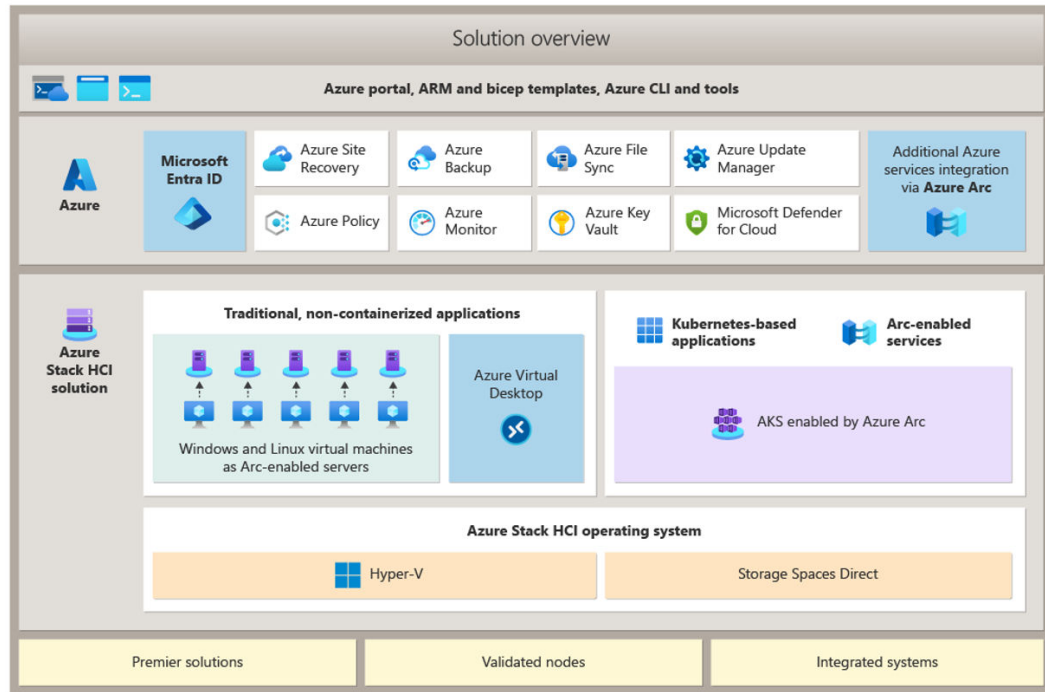 Solution overview
Azure portal, ARM and bicep templates, Azure CLI and tools
Azure
Microsoft
Entra ID
Azure Site
Recovery
Azure
Backup
Azure File
Sync
Azure Update
Manager
Azure Policy
Azure
Monitor
Azure Key
Vault
Microsoft Defender
for Cloud
Additional Azure
services integration
via Azure Arc
Azure
Stack HCI
solution
Traditional, non-containerized applications
Windows and Linux virtual machines
as Arc-enabled servers
Azure Virtual
Desktop
Kubernetes-based
applications
Arc-enabled
services
AKS enabled by Azure Arc
Azure Stack HCI operating system
Hyper-V
Storage Spaces Direct
Premier solutions
Validated nodes
Integrated systems